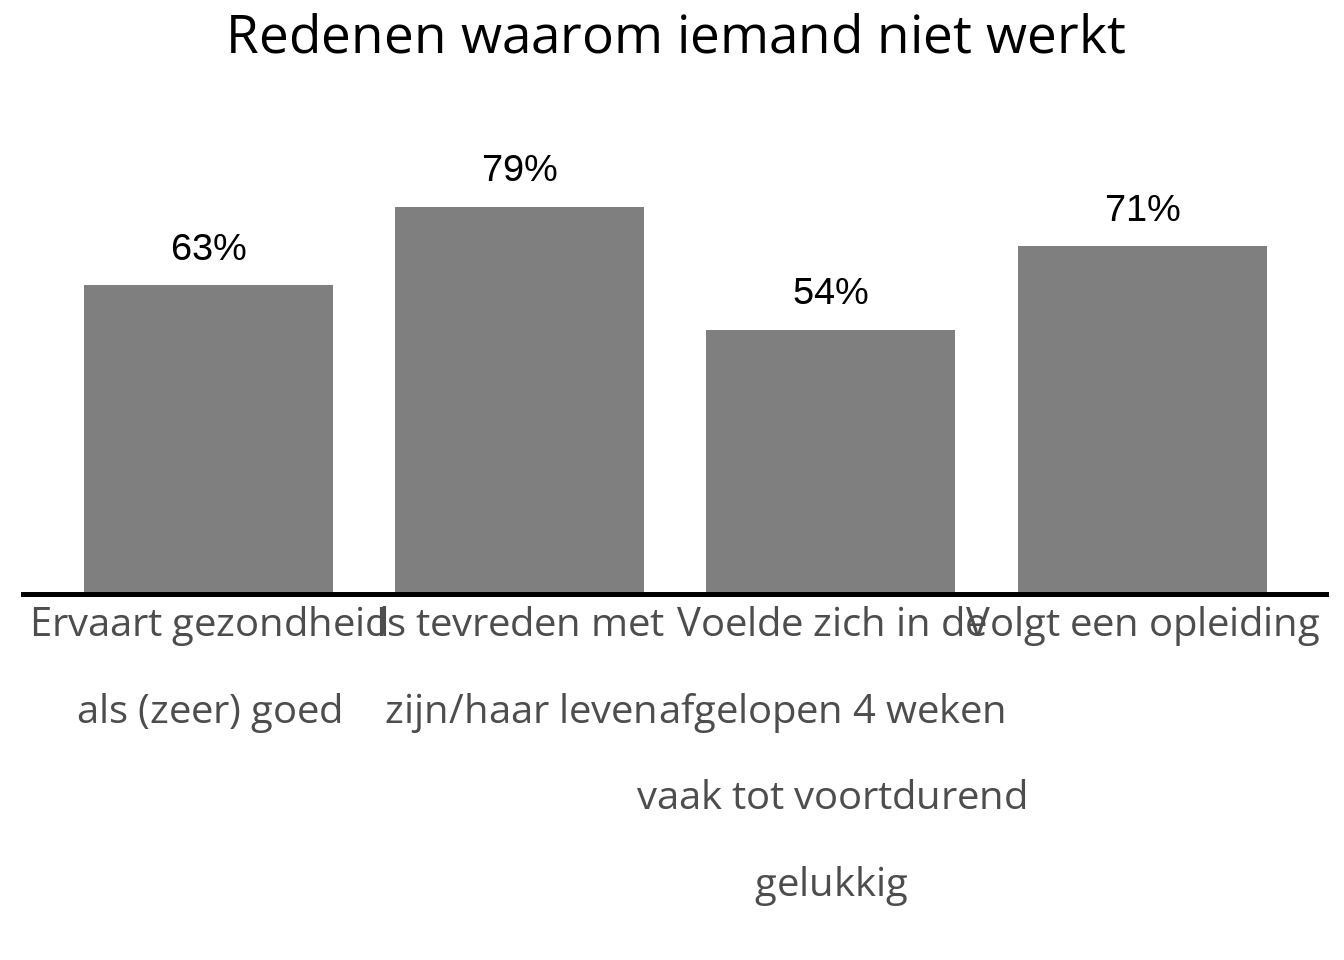 Redenen waarom iemand niet werkt
63%
79%
54%
71%
Ervaart gezondheid
als (zeer) goed
Is tevreden met
zijn/haar leven
Voelde zich in de
afgelopen 4 weken
vaak tot voortdurend
gelukkig
Volgt een opleiding